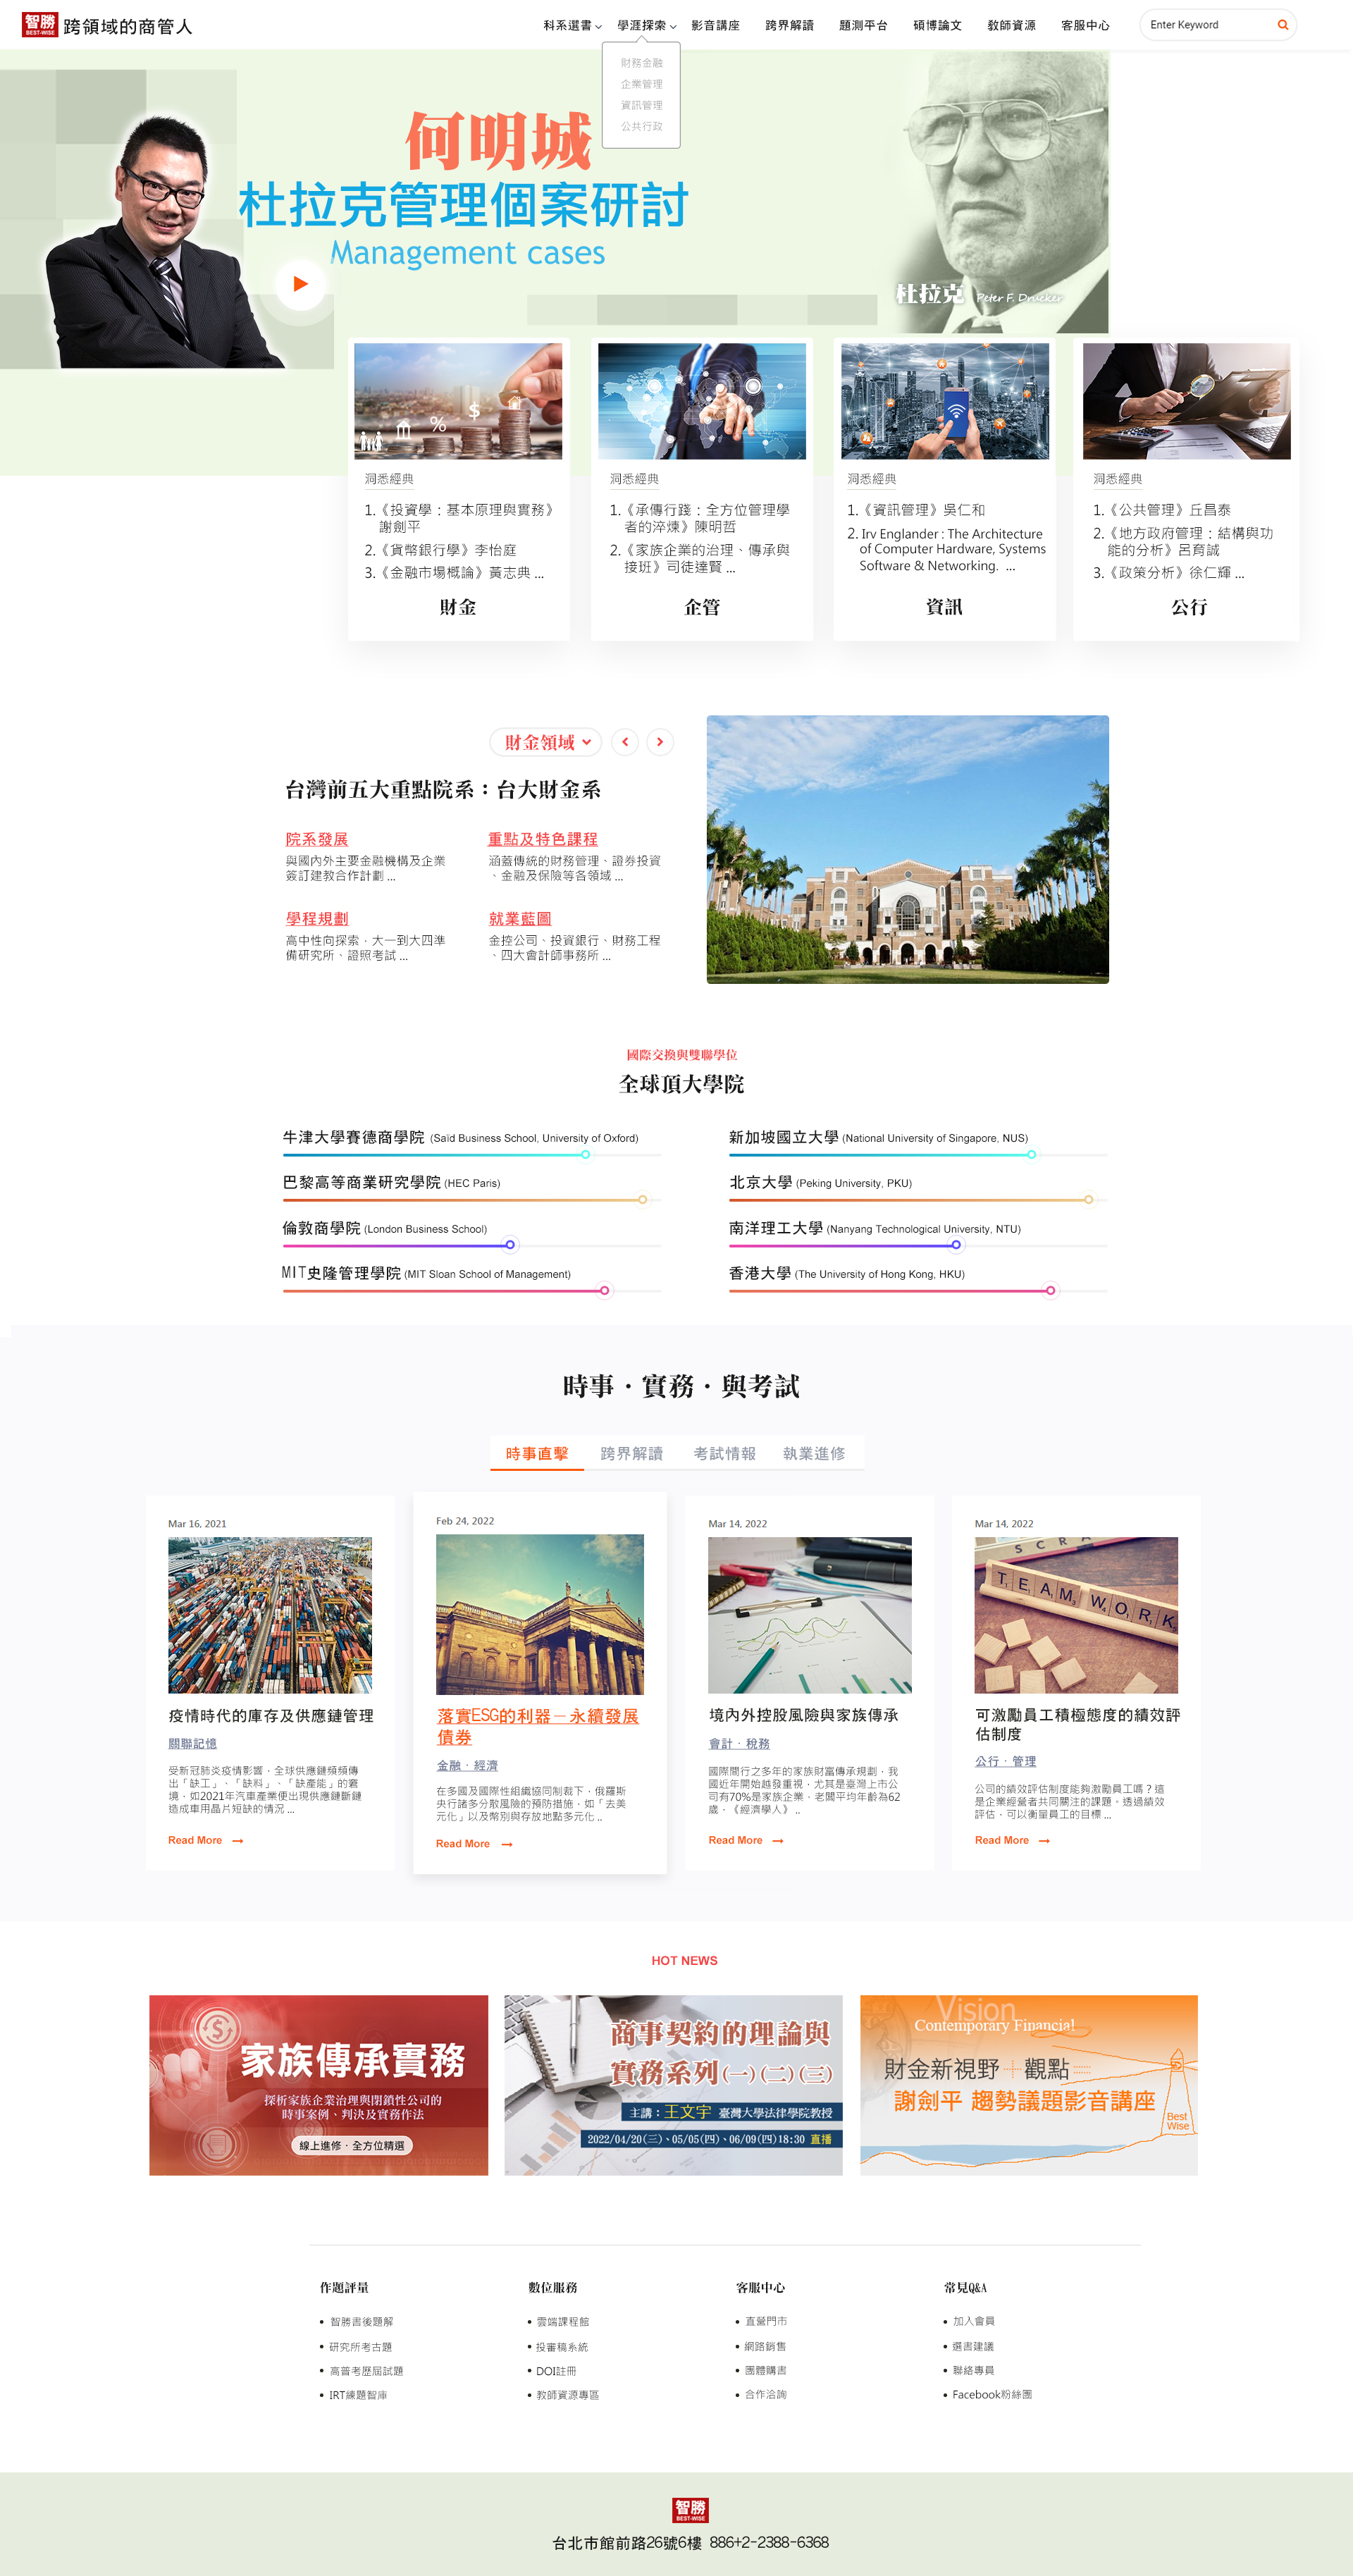 智勝
BEST-WISE
跨領域的商管人
科系選書
學涯探索
影音講座
跨界解讀
題測平台
碩博論文
教師資源
客服中心
Enter Keyword
財務金融
企業管理
資訊管理
公共行政
何明城
杜拉克管理個案研討
Management cases
杜拉克 Peter F. Drucker
洞悉經典
1.《投資學：基本原理與實務》
謝劍平
2.《貨幣銀行學》李怡庭
3.《金融市場概論》黃志典 ...
財金
洞悉經典
1.《承傳行踐：全方位管理學
者的淬煉》陳明哲
2.《家族企業的治理、傳承與
接班》司徒達賢 ...
企管
洞悉經典
1.《資訊管理》吳仁和
2. Irv Englander : The Architecture
of Computer Hardware, Systems
Software & Networking. ...
資訊
洞悉經典
1.《公共管理》丘昌泰
2.《地方政府管理：結構與功
能的分析》呂育誠
3.《政策分析》徐仁輝 ...
公行
財金領域
台灣前五大重點院系：台大財金系
院系發展
與國內外主要金融機構及企業
簽訂建教合作計劃 ...
重點及特色課程
涵蓋傳統的財務管理、證券投資
、金融及保險等各領域 ...
學程規劃
高中性向探索，大一到大四準
備研究所、證照考試 ...
就業藍圖
金控公司、投資銀行、財務工程
、四大會計師事務所 ...
國際交換與雙聯學位
全球頂大學院
牛津大學賽德商學院 (Saïd Business School, University of Oxford)
巴黎高等商業研究學院 (HEC Paris)
倫敦商學院 (London Business School)
MIT史隆管理學院 (MIT Sloan School of Management)
新加坡國立大學 (National University of Singapore, NUS)
北京大學 (Peking University, PKU)
南洋理工大學 (Nanyang Technological University, NTU)
香港大學 (The University of Hong Kong, HKU)
時事．實務．與考試
時事直擊
跨界解讀
考試情報
執業進修
Mar 16, 2021
疫情時代的庫存及供應鏈管理
關聯記憶
受新冠肺炎疫情影響，全球供應鏈頻頻傳
出「缺工」、「缺料」、「缺產能」的窘
境，如2021年汽車產業便出現供應鏈斷鏈
造成車用晶片短缺的情況 ...
Read More
Feb 24, 2022
落實ESG的利器－永續發展
債券
金融．經濟
在多國及國際性組織協同制裁下，俄羅斯
央行諸多分散風險的預防措施，如「去美
元化」以及幣別與存放地點多元化 ..
Read More
Mar 14, 2022
境內外控股風險與家族傳承
會計．稅務
國際間行之多年的家族財富傳承規劃，我
國近年開始越發重視，尤其是臺灣上市公
司有70%是家族企業，老闆平均年齡為62
歲，《經濟學人》 ..
Read More
Mar 14, 2022
SCRA
TEAMWORK
可激勵員工積極態度的績效評
估制度
公行．管理
公司的績效評估制度能夠激勵員工嗎？這
是企業經營者共同關注的課題。透過績效
評估，可以衡量員工的目標 ...
Read More
HOT NEWS
家族傳承實務
探析家族企業治理與閉鎖性公司的
時事案例、判決及實務作法
線上進修．全方位精選
商事契約的理論與
實務系列(一)(二)(三)
主講：王文宇 臺灣大學法律學院教授
2022/04/20(三)、05/05(四)、06/09(四)18:30 直播
Vision
Contemporary Financial
財金新視野 觀點
謝劍平 趨勢議題影音講座
Best
Wise
作題評量
智勝書後題解
研究所考古題
高普考歷屆試題
IRT練題智庫
數位服務
雲端課程館
投審稿系統
DOI註冊
教師資源專區
客服中心
直營門市
網路銷售
團體購書
合作洽詢
常見Q&A
加入會員
選書建議
聯絡專員
Facebook粉絲團
智勝
BEST-WISE
台北市館前路26號6樓 886+2-2388-6368